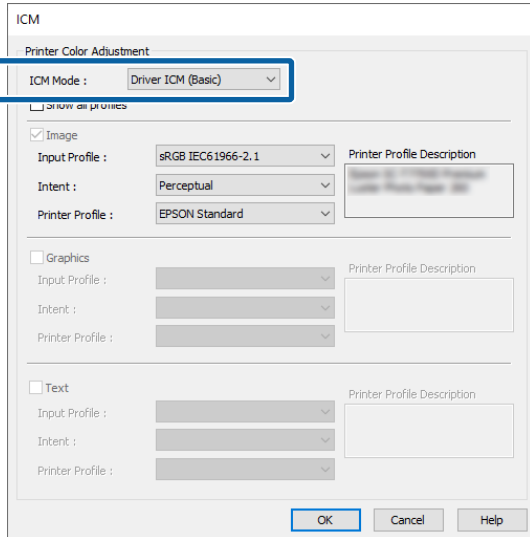 ICM
Printer Color Adjustment
ICM Mode : Driver ICM (Basic)
Show all profiles
Image
Input Profile : sRGB IEC61966-2.1 Printer Profile Description
Intent : Perceptual
Printer Profile : EPSON Standard
Graphics
Input Profile : Printer Profile Description
Intent :
Printer Profile :
Text
Input Profile : Printer Profile Description
Intent :
Printer Profile :
OK Cancel Help